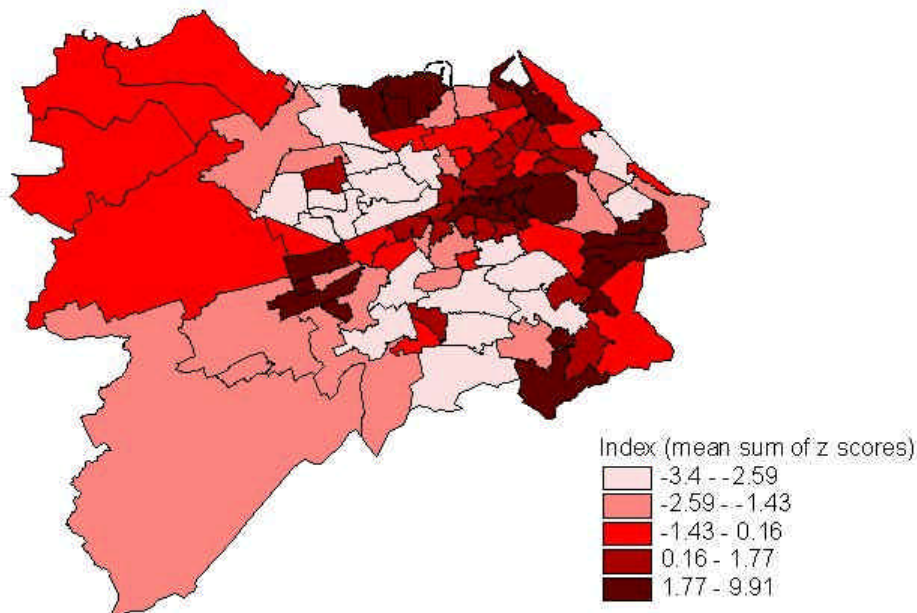 Index (mean sum of z scores)
-3.4 - -2.59
-2.59 - -1.43
-1.43 - 0.16
0.16 - 1.77
1.77 - 9.91